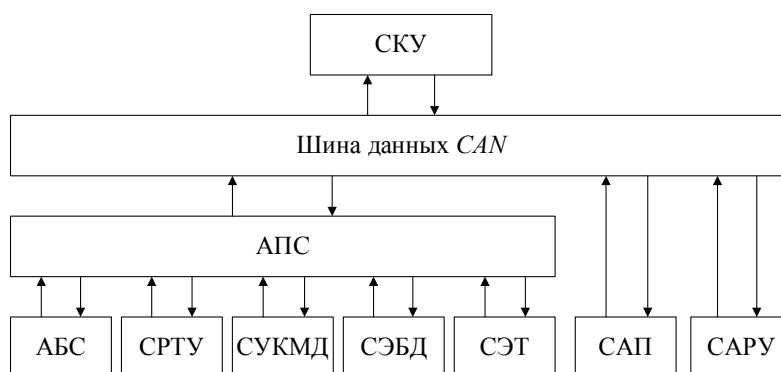 СКУ
Шина данных CAN
АПС
АБС
СРТУ
СУКМД
СЭБД
СЭТ
САП
САРУ